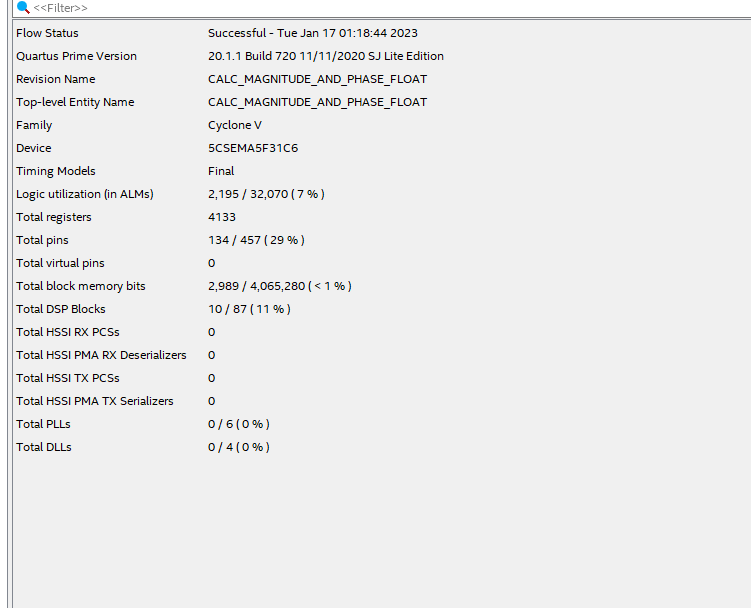 <<Filter>>
Flow Status Successful - Tue Jan 17 01:18:44 2023
Quartus Prime Version 20.1.1 Build 720 11/11/2020 SJ Lite Edition
Revision Name CALC_MAGNITUDE_AND_PHASE_FLOAT
Top-level Entity Name CALC_MAGNITUDE_AND_PHASE_FLOAT
Family Cyclone V
Device 5CSEMA5F31C6
Timing Models Final
Logic utilization (in ALMs) 2,195 / 32,070 ( 7 % )
Total registers 4133
Total pins 134 / 457 ( 29 % )
Total virtual pins 0
Total block memory bits 2,989 / 4,065,280 ( < 1 % )
Total DSP Blocks 10 / 87 ( 11 % )
Total HSSI RX PCSs 0
Total HSSI PMA RX Deserializers 0
Total HSSI TX PCSs 0
Total HSSI PMA TX Serializers 0
Total PLLs 0 / 6 ( 0 % )
Total DLLs 0 / 4 ( 0 % )